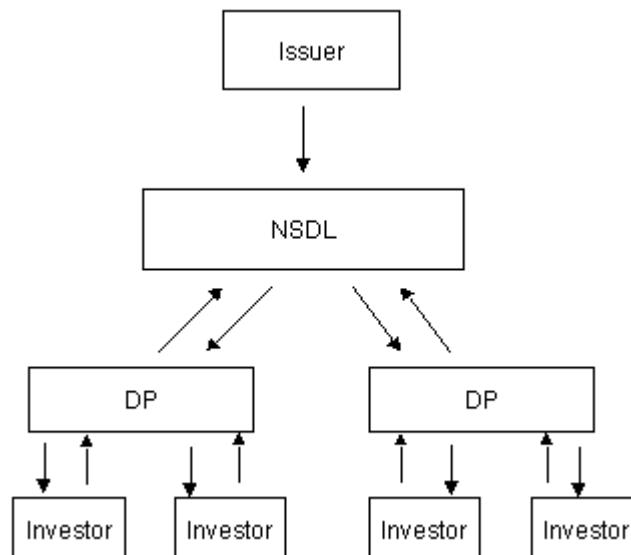 Issuer
NSDL
DP
DP
Investor
Investor
Investor
Investor